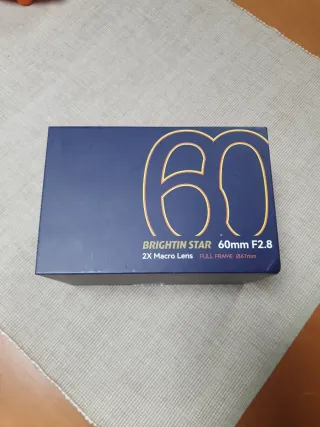 60
BRIGHTIN STAR 60mm F2.8
2X Macro Lens FULL FRAME Ø67mm